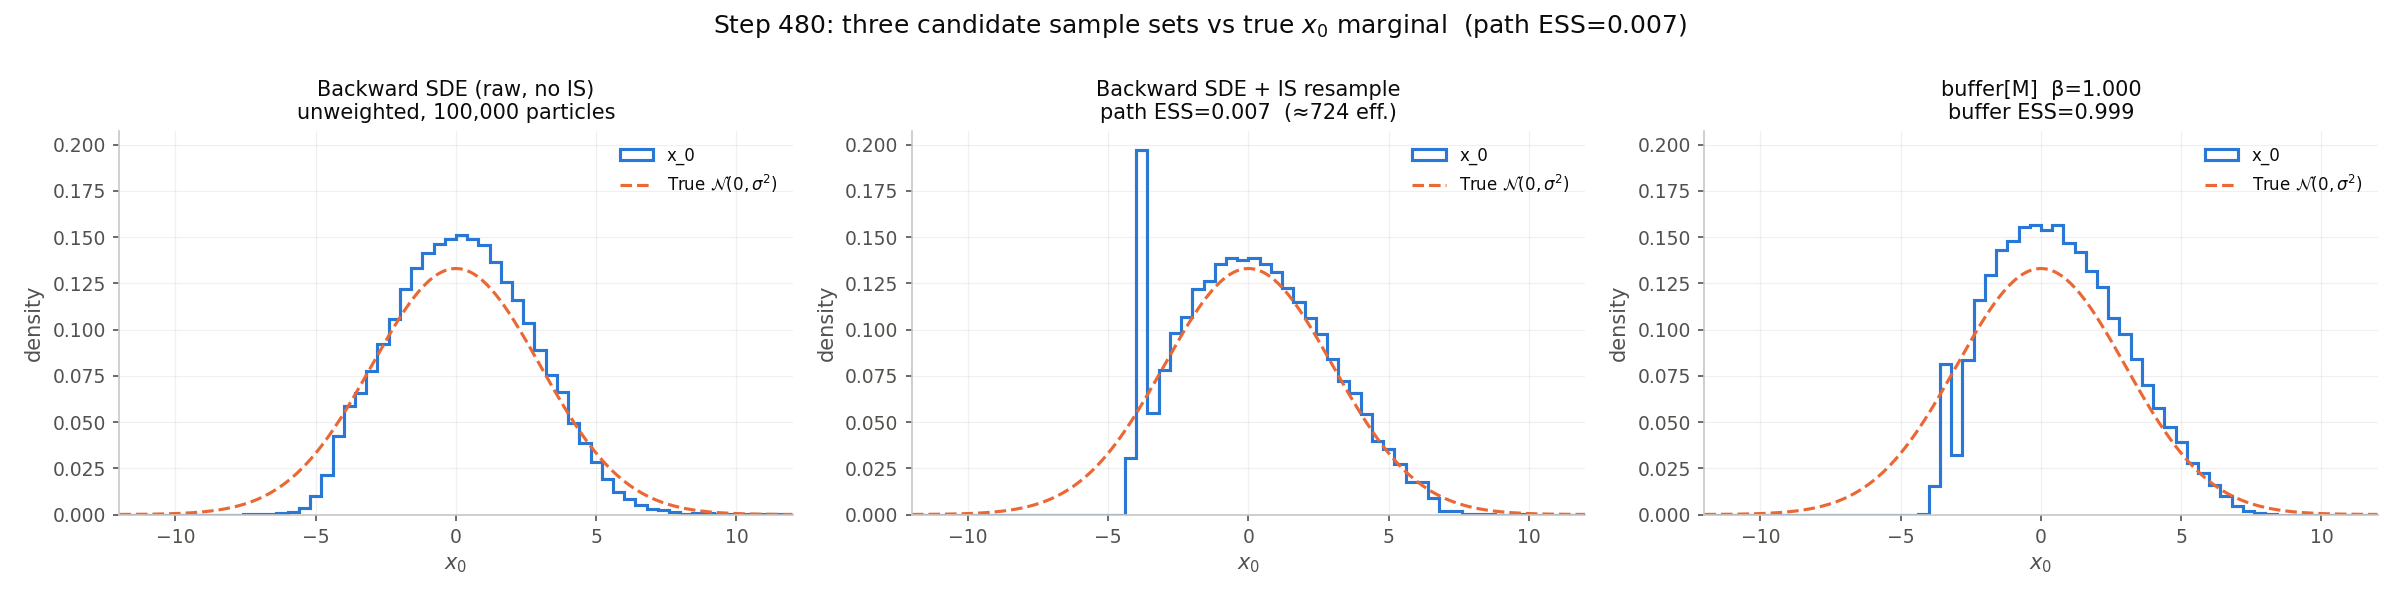 Step 480: three candidate sample sets vs true x₀ marginal (path ESS=0.007)
Backward SDE (raw, no IS)
unweighted, 100,000 particles
0.200
0.175
0.150
0.125
0.100
0.075
0.050
0.025
0.000
density
−10
−5
0
5
10
x₀
x_0
True 𝒩(0, σ²)
Backward SDE + IS resample
path ESS=0.007 (≈724 eff.)
0.200
0.175
0.150
0.125
0.100
0.075
0.050
0.025
0.000
density
−10
−5
0
5
10
x₀
x_0
True 𝒩(0, σ²)
buffer[M] β=1.000
buffer ESS=0.999
0.200
0.175
0.150
0.125
0.100
0.075
0.050
0.025
0.000
density
−10
−5
0
5
10
x₀
x_0
True 𝒩(0, σ²)